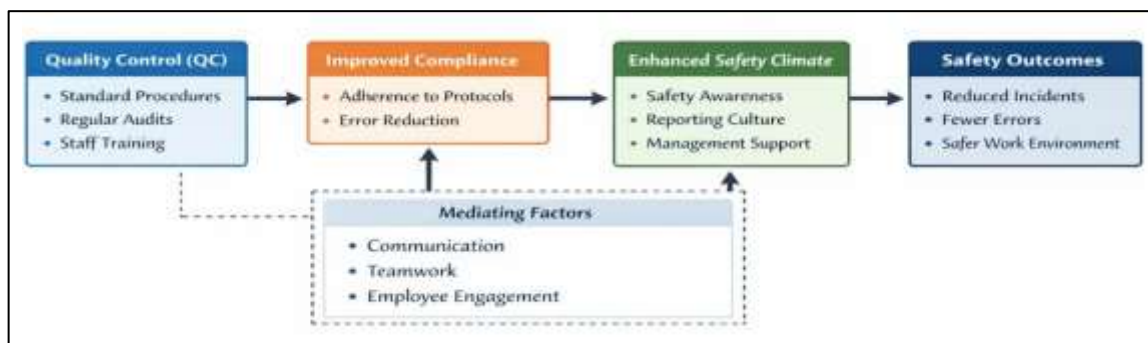 Quality Control (QC)
• Standard Procedures
• Regular Audits
• Staff Training
Improved Compliance
• Adherence to Protocols
• Error Reduction
Enhanced Safety Climate
• Safety Awareness
• Reporting Culture
• Management Support
Safety Outcomes
• Reduced Incidents
• Fewer Errors
• Safer Work Environment
Mediating Factors
• Communication
• Teamwork
• Employee Engagement